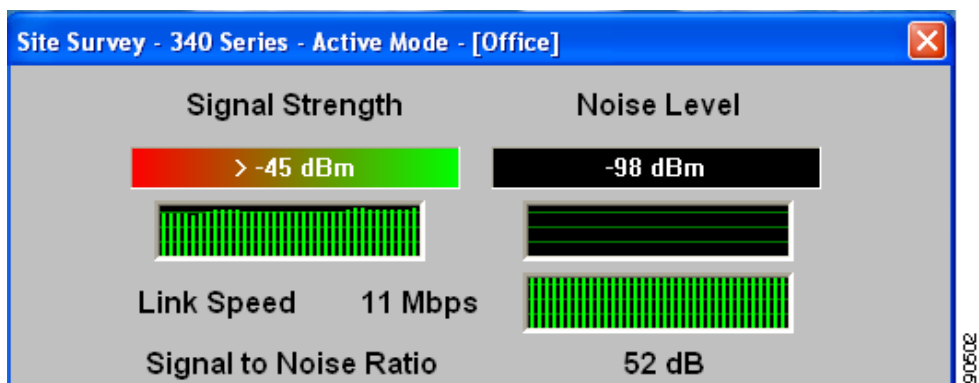 Site Survey - 340 Series - Active Mode - [Office]
Signal Strength Noise Level
> -45 dBm -98 dBm
Link Speed 11 Mbps
Signal to Noise Ratio 52 dB
90502